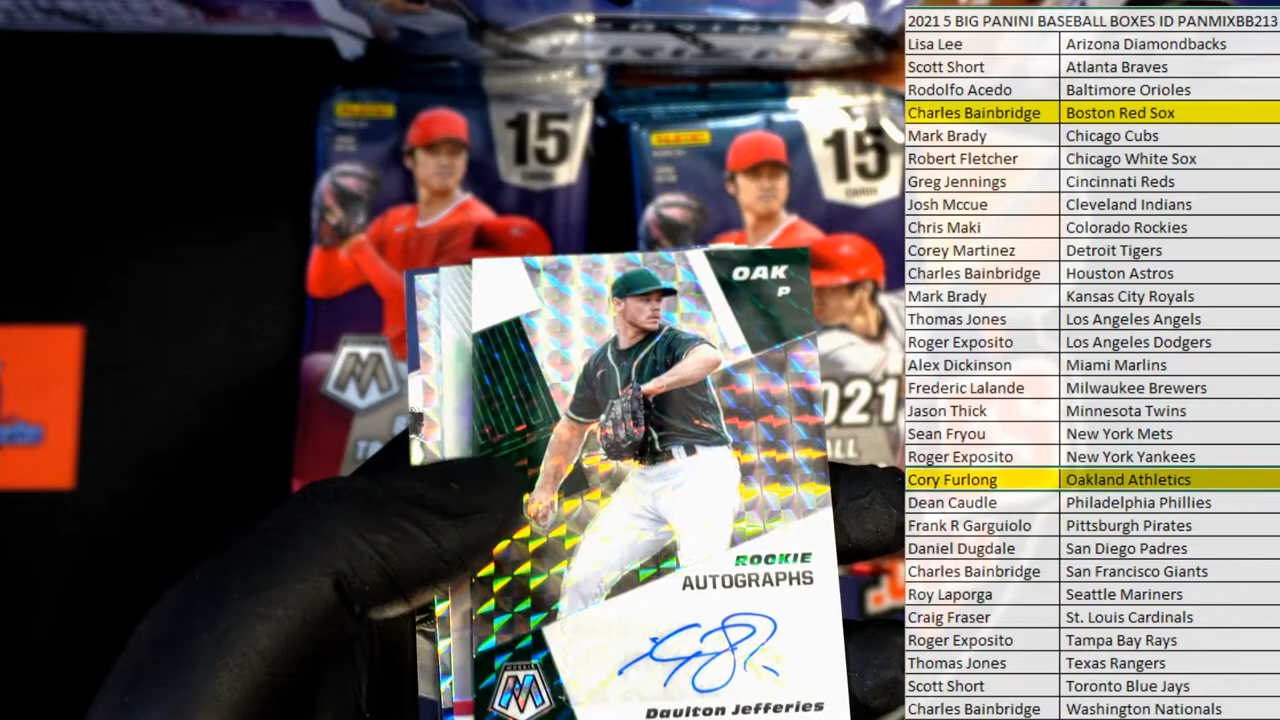 2021 5 BIG PANINI BASEBALL BOXES ID PANMIXBB213
Lisa Lee Arizona Diamondbacks
Scott Short Atlanta Braves
Rodolfo Acedo Baltimore Orioles
Charles Bainbridge Boston Red Sox
Mark Brady Chicago Cubs
Robert Fletcher Chicago White Sox
Greg Jennings Cincinnati Reds
Josh Mccue Cleveland Indians
Chris Maki Colorado Rockies
Corey Martinez Detroit Tigers
Charles Bainbridge Houston Astros
Mark Brady Kansas City Royals
Thomas Jones Los Angeles Angels
Roger Exposito Los Angeles Dodgers
Alex Dickinson Miami Marlins
Frederic Lalande Milwaukee Brewers
Jason Thick Minnesota Twins
Sean Fryou New York Mets
Roger Exposito New York Yankees
Cory Furlong Oakland Athletics
Dean Caudle Philadelphia Phillies
Frank R Garguiolo Pittsburgh Pirates
Daniel Dugdale San Diego Padres
Charles Bainbridge San Francisco Giants
Roy Laporga Seattle Mariners
Craig Fraser St. Louis Cardinals
Roger Exposito Tampa Bay Rays
Thomas Jones Texas Rangers
Scott Short Toronto Blue Jays
Charles Bainbridge Washington Nationals
PANINI
15
CARDS
PANINI
15
CARDS
OAK
P
ROOKIE
AUTOGRAPHS
MOSAIC
Daulton Jefferies